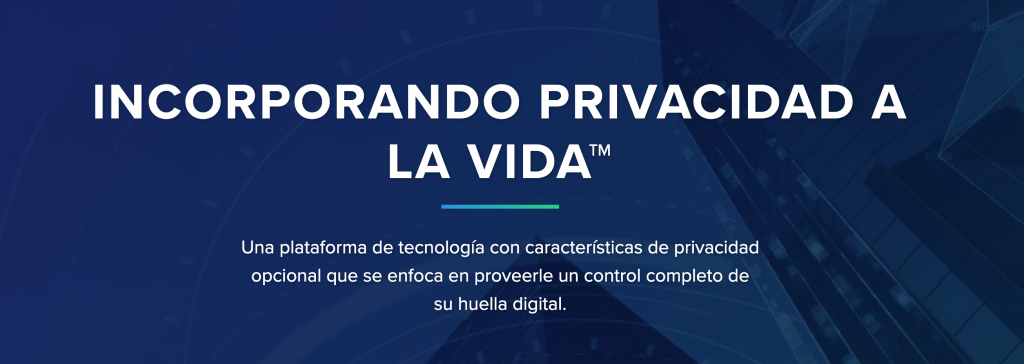 INCORPORANDO PRIVACIDAD A
LA VIDA™
Una plataforma de tecnología con características de privacidad
opcional que se enfoca en proveerle un control completo de
su huella digital.